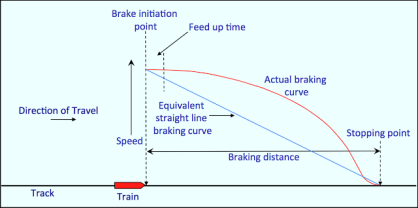 Brake initiation
point
Feed up time
Actual braking
curve
Direction of Travel
Equivalent
straight line
braking curve
Speed
Stopping point
Braking distance
Track
Train